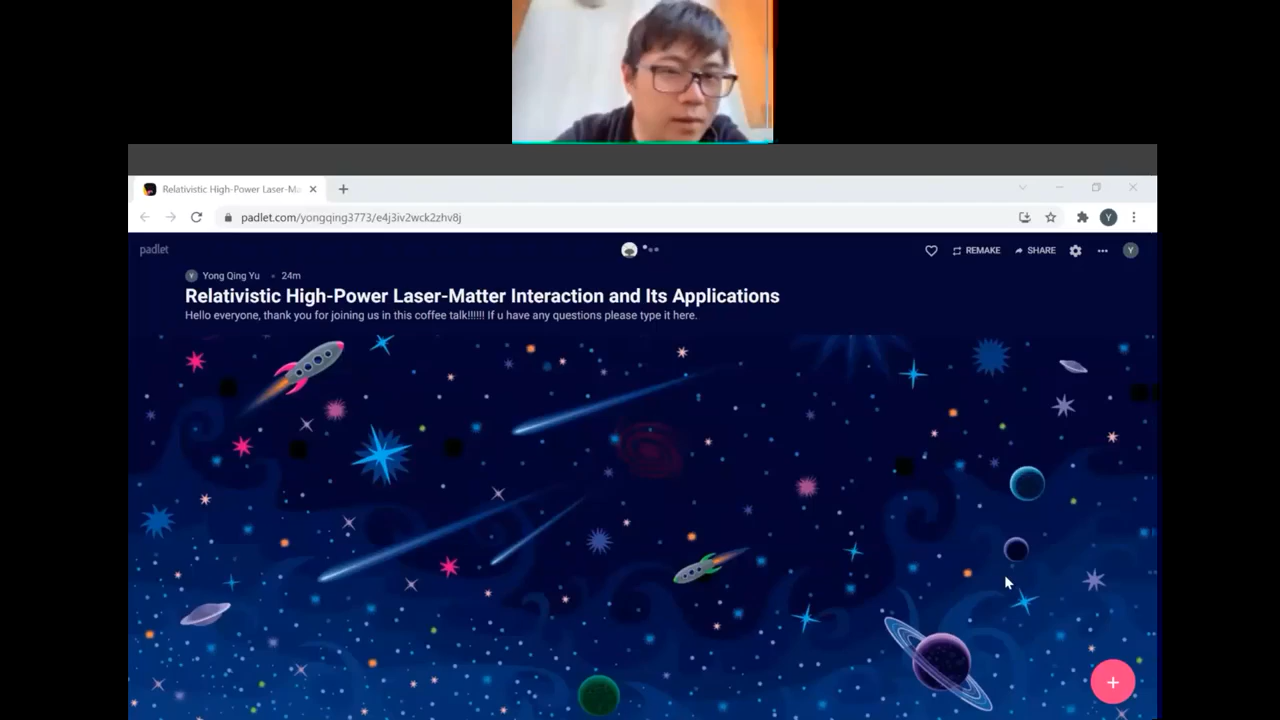 Relativistic High-Power Laser-Ma
padlet.com/yongqing3773/e4j3iv2wck2zhv8j
Y
padlet
REMAKE
SHARE
Y
Y Yong Qing Yu • 24m
Relativistic High-Power Laser-Matter Interaction and Its Applications
Hello everyone, thank you for joining us in this coffee talk!!!!!! If u have any questions please type it here.